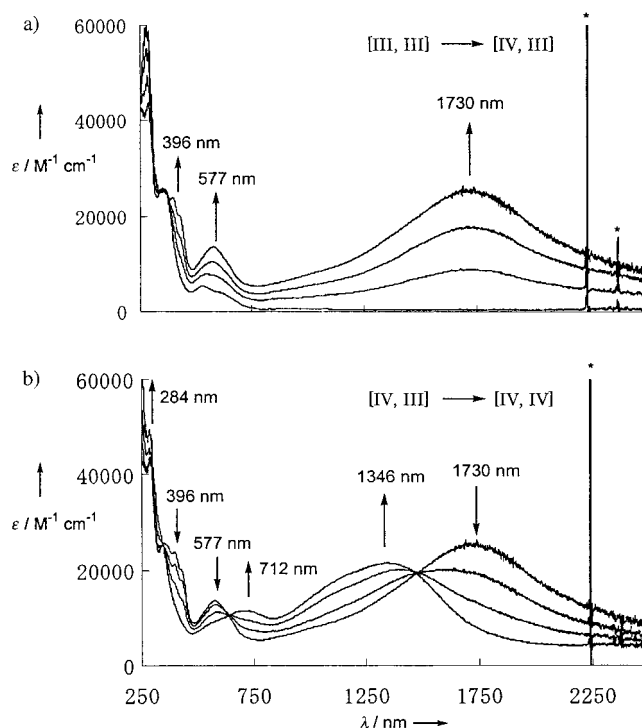 a)
60000
40000
20000
0
ε / M⁻¹ cm⁻¹
396 nm
577 nm
[III, III] ⟶ [IV, III]
1730 nm
*
*
b)
60000
40000
20000
0
ε / M⁻¹ cm⁻¹
284 nm
396 nm
577 nm
712 nm
[IV, III] ⟶ [IV, IV]
1346 nm
1730 nm
*
250 750 1250 1750 2250
λ / nm ⟶